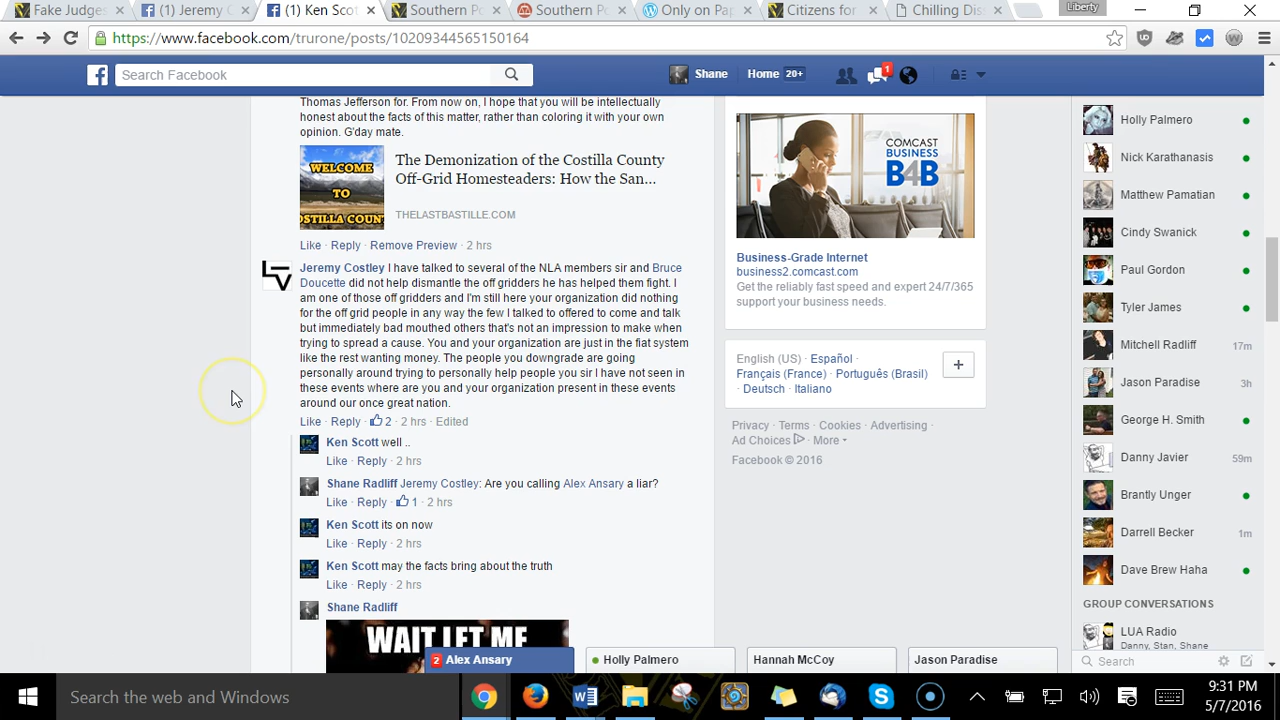 Fake Judges
(1) Jeremy C
(1) Ken Scot
Southern Po
Southern Po
Only on Pap
Citizens for
Chilling Dis
Liberty
https://www.facebook.com/trurone/posts/10209344565150164
Search Facebook
Shane
Home 20+
1
Thomas Jefferson for. From now on, I hope that you will be intellectually
honest about the facts of this matter, rather than coloring it with your own
opinion. G'day mate.
WELCOME
TO
OSTILLA COUN
The Demonization of the Costilla County
Off-Grid Homesteaders: How the San...
THELASTBASTILLE.COM
Like · Reply · Remove Preview · 2 hrs
Jeremy Costley I have talked to several of the NLA members sir and Bruce
Doucette did not help dismantle the off gridders he has helped them fight. I
am one of those off gridders and I'm still here your organization did nothing
for the off grid people in any way the few I talked to offered to come and talk
but immediately bad mouthed others that's not an impression to make when
trying to spread a cause. You and your organization are just in the fiat system
like the rest wanting money. The people you downgrade are going
personally around trying to personally help people you sir I have not seen in
these events where are you and your organization present in these events
around our once great nation.
Like · Reply · 2 · 2 hrs · Edited
Ken Scott well ..
Like · Reply · 2 hrs
Shane Radliff Jeremy Costley: Are you calling Alex Ansary a liar?
Like · Reply · 1 · 2 hrs
Ken Scott its on now
Like · Reply · 2 hrs
Ken Scott may the facts bring about the truth
Like · Reply · 2 hrs
Shane Radliff
WAIT LET ME
COMCAST
BUSINESS
B4B
Business-Grade Internet
business2.comcast.com
Get the reliably fast speed and expert 24/7/365
support your business needs.
English (US) · Español ·
Français (France) · Português (Brasil)
· Deutsch · Italiano
Privacy · Terms · Cookies · Advertising ·
Ad Choices · More
Facebook © 2016
Holly Palmero
Nick Karathanasis
Matthew Pamatian
Cindy Swanick
Paul Gordon
Tyler James
Mitchell Radliff 17m
Jason Paradise 3h
George H. Smith
Danny Javier 59m
Brantly Unger
Darrell Becker 1m
Dave Brew Haha
GROUP CONVERSATIONS
LUA Radio
Danny, Stan, Shane
Search
2 Alex Ansary
Holly Palmero
Hannah McCoy
Jason Paradise
Search the web and Windows
9:31 PM
5/7/2016